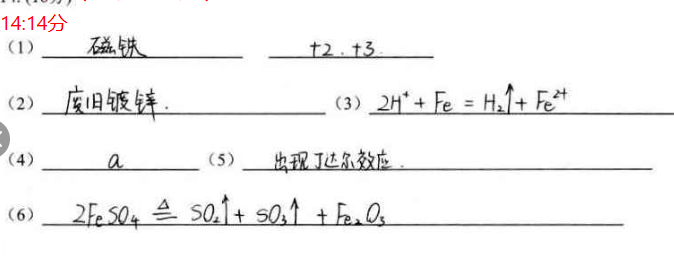 14:14分
(1) 磁铁 +2.+3.
(2) 废旧镀锌. (3) 2H⁺ + Fe = H₂↑ + Fe²⁺
(4) a (5) 出现丁达尔效应.
(6) 2FeSO₄ ≜ SO₂↑ + SO₃↑ + Fe₂O₃